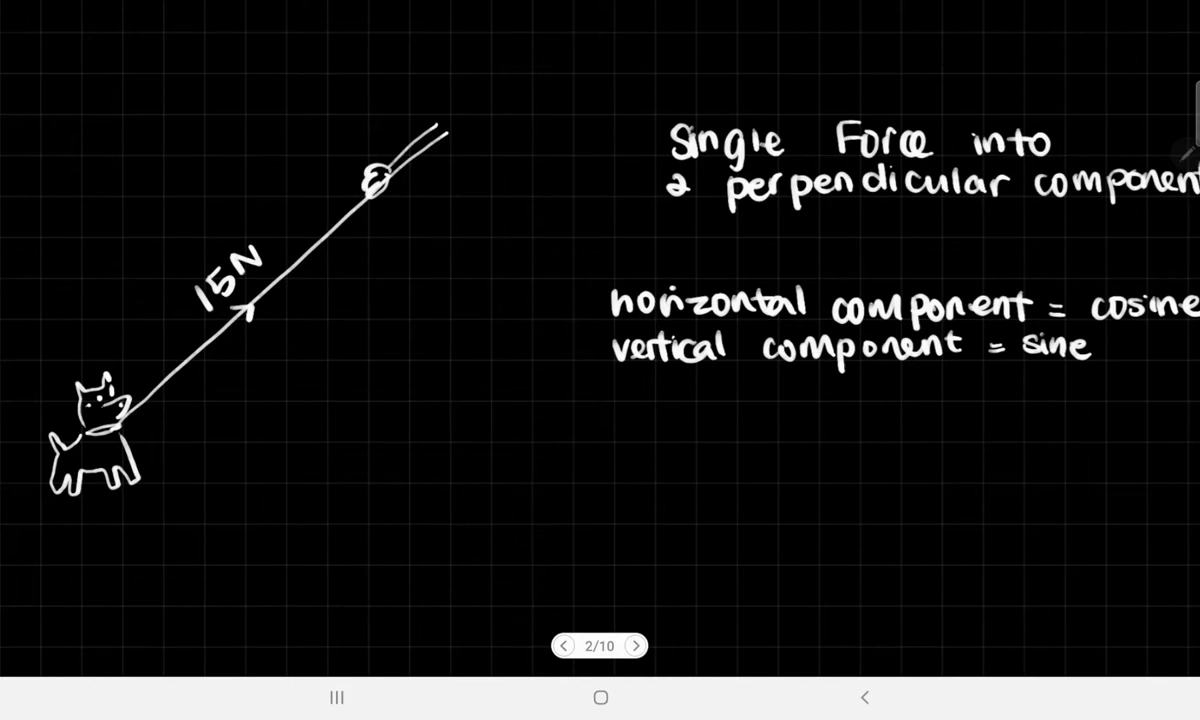 Single Force into
2 perpendicular component
15N
horizontal component = cosine
vertical component = sine
2/10